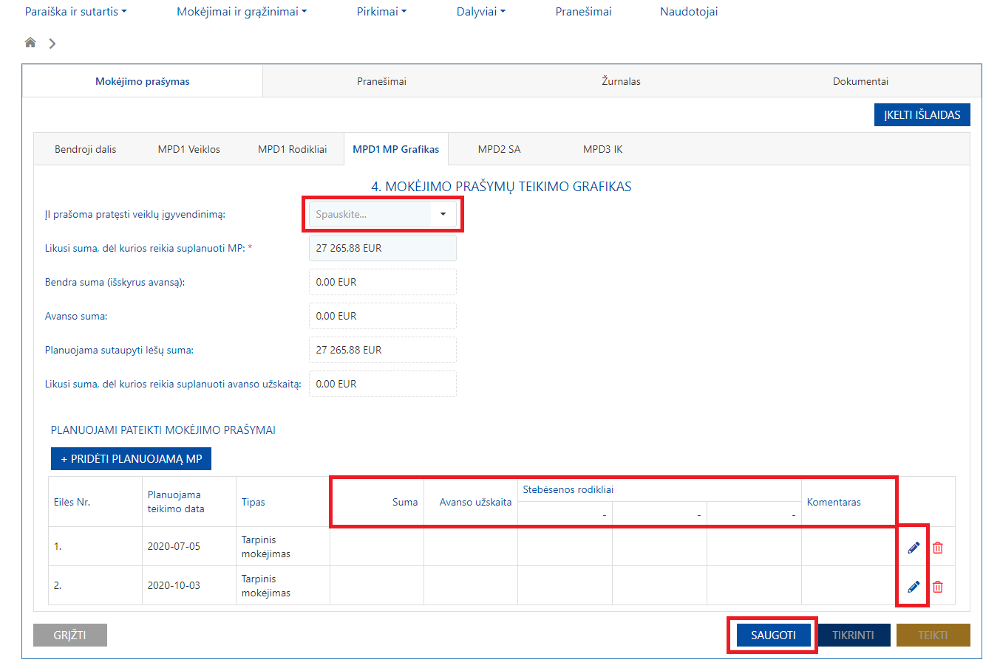 Paraiška ir sutartis Mokėjimai ir grąžinimai Pirkimai Dalyviai Pranešimai Naudotojai
Mokėjimo prašymas Pranešimai Žurnalas Dokumentai
ĮKELTI IŠLAIDAS
Bendroji dalis MPD1 Veiklos MPD1 Rodikliai MPD1 MP Grafikas MPD2 SA MPD3 IK
4. MOKĖJIMO PRAŠYMŲ TEIKIMO GRAFIKAS
ĮI prašoma pratęsti veiklų įgyvendinimą: Spauskite...
Likusi suma, dėl kurios reikia suplanuoti MP: * 27 265,88 EUR
Bendra suma (išskyrus avansą): 0,00 EUR
Avanso suma: 0,00 EUR
Planuojama sutaupyti lėšų suma: 27 265,88 EUR
Likusi suma, dėl kurios reikia suplanuoti avanso užskaitą: 0,00 EUR
PLANUOJAMI PATEIKTI MOKĖJIMO PRAŠYMAI
+ PRIDĖTI PLANUOJAMĄ MP
Eilės Nr. Planuojama teikimo data Tipas Suma Avanso užskaita Stebėsenos rodikliai Komentaras
- - -
1. 2020-07-05 Tarpinis mokėjimas
2. 2020-10-03 Tarpinis mokėjimas
GRĮŽTI SAUGOTI TIKRINTI TEIKTI